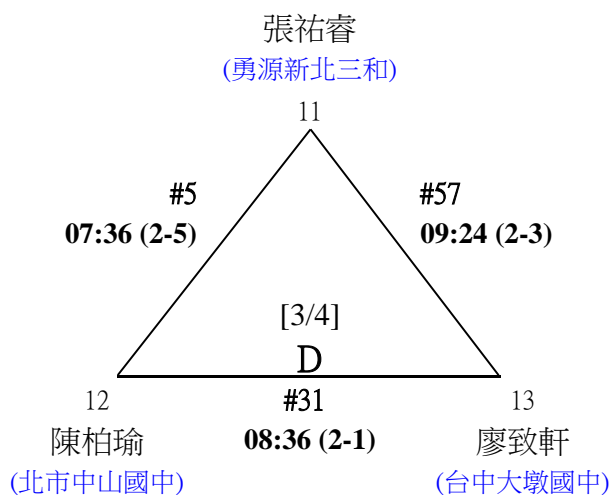 張祐睿
(勇源新北三和)
11
#5
07:36 (2-5)
#57
09:24 (2-3)
[3/4]
D
12
#31
13
陳柏瑜
08:36 (2-1)
廖致軒
(北市中山國中)
(台中大墩國中)